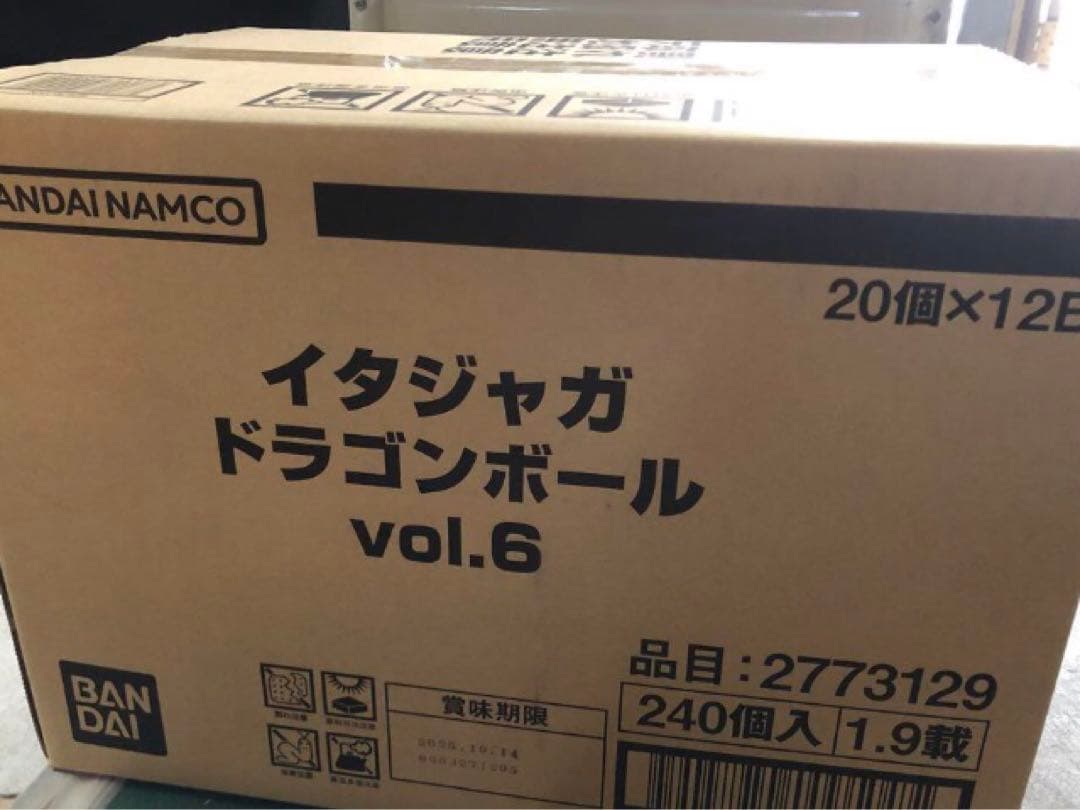 BANDAI NAMCO
20個×12B
イタジャガ
ドラゴンボール
vol.6
品目:2773129
240個入
1.9載
賞味期限
BAN
DAI